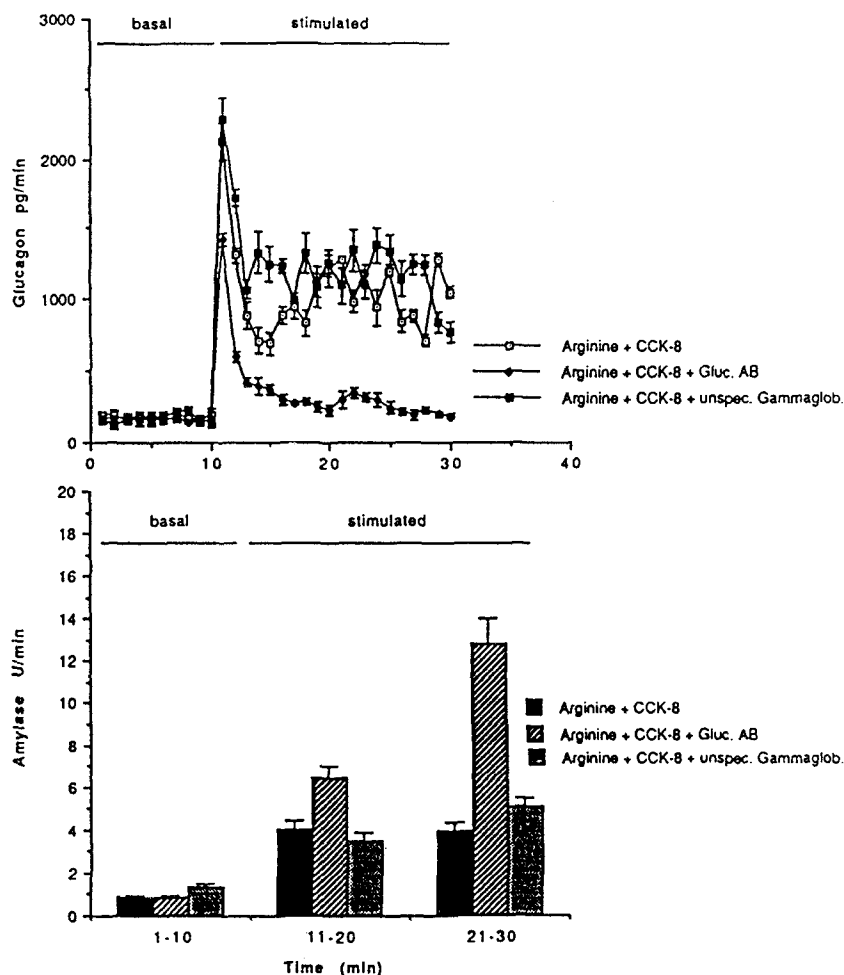 3000
basal stimulated
2000
Glucagon pg/min
1000
0
0 10 20 30 40
Arginine + CCK-8
Arginine + CCK-8 + Gluc. AB
Arginine + CCK-8 + unspec. Gammaglob.
20
18
16
14
12
10
8
6
4
2
0
basal stimulated
Amylase U/min
Arginine + CCK-8
Arginine + CCK-8 + Gluc. AB
Arginine + CCK-8 + unspec. Gammaglob.
1-10 11-20 21-30
Time (min)